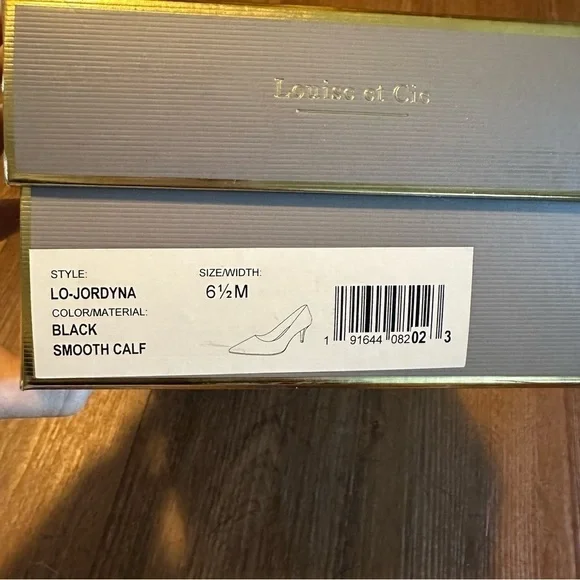 Louise et Cie
STYLE: SIZE/WIDTH:
LO-JORDYNA 6½M
COLOR/MATERIAL:
BLACK
SMOOTH CALF
1 91644 08202 3